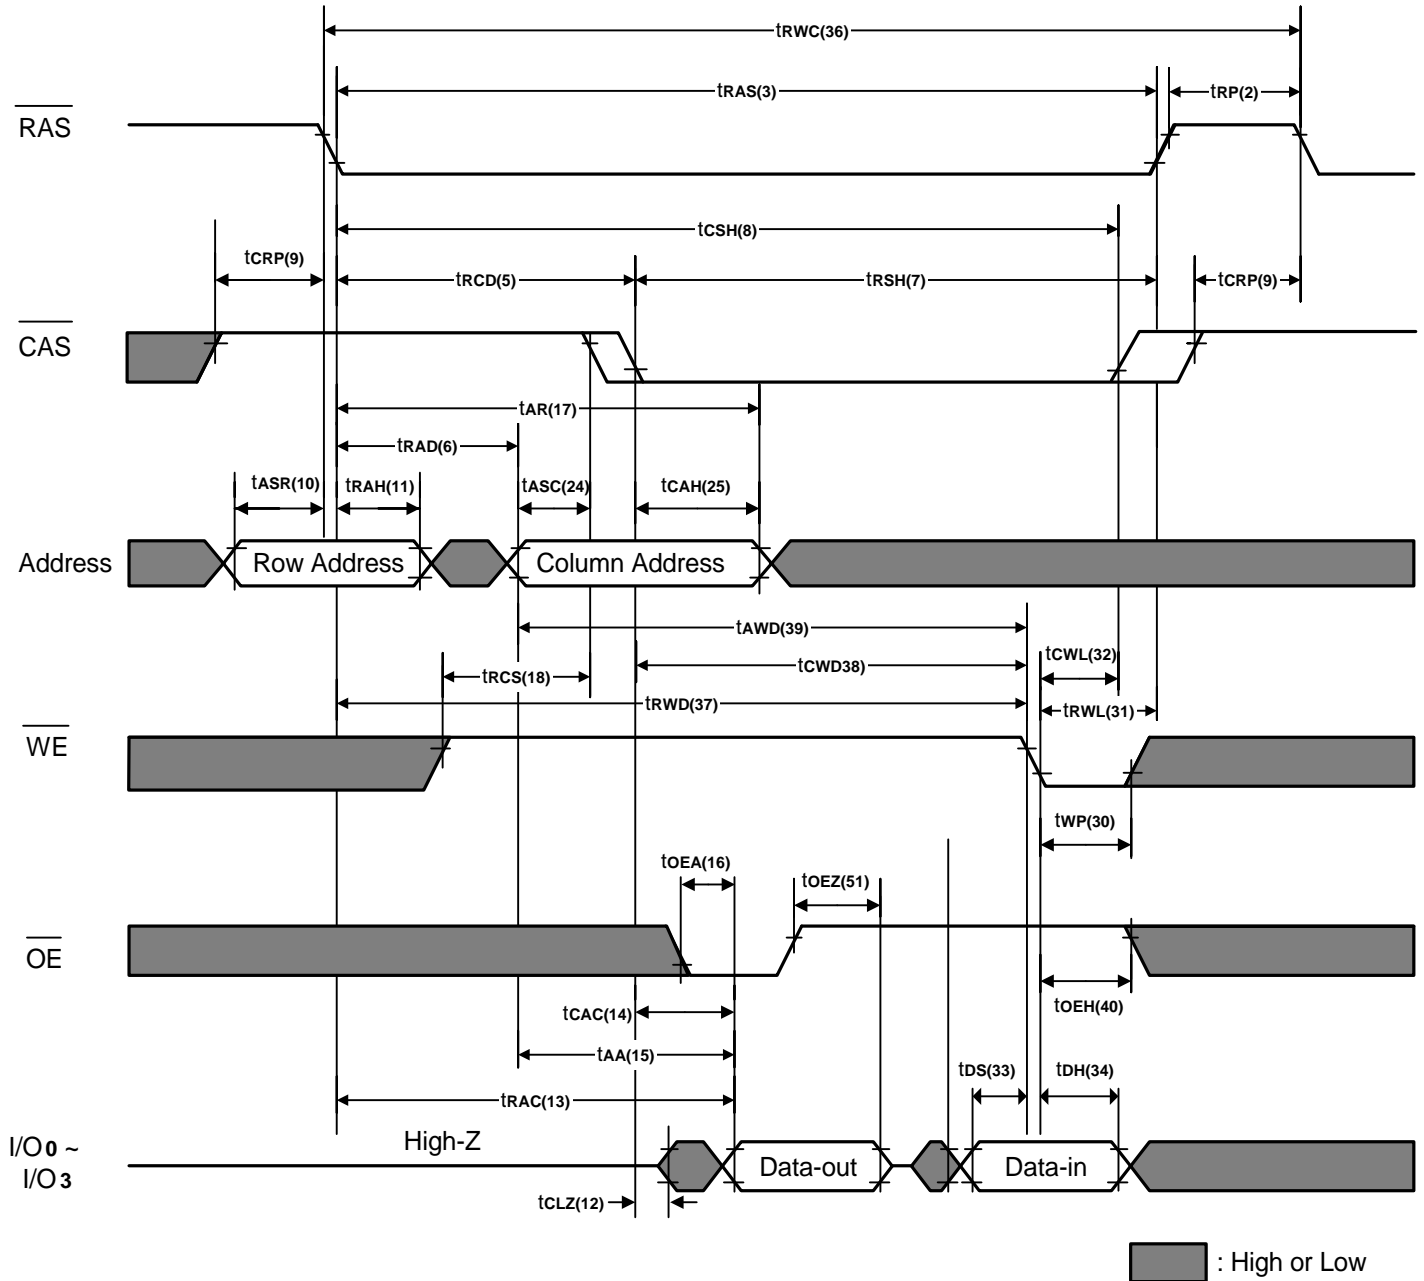 tRWC(36)
tRAS(3)
tRP(2)
RAS
tCSH(8)
tCRP(9)
tRCD(5)
tRSH(7)
tCRP(9)
CAS
tAR(17)
tRAD(6)
tASR(10)
tRAH(11)
tASC(24)
tCAH(25)
Address
Row Address
Column Address
tAWD(39)
tCWD38)
tCWL(32)
tRCS(18)
tRWD(37)
tRWL(31)
WE
tWP(30)
tOEA(16)
tOEZ(51)
OE
tCAC(14)
tOEH(40)
tAA(15)
tDS(33)
tDH(34)
tRAC(13)
High-Z
I/O0 ~
I/O3
Data-out
Data-in
tCLZ(12)
: High or Low